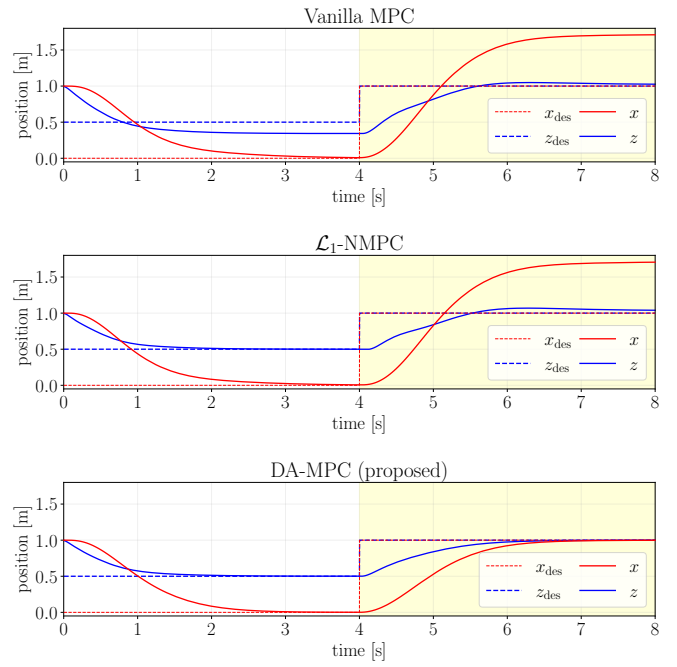 Vanilla MPC
position [m]
1.5
1.0
0.5
0.0
x_des x
z_des z
0 1 2 3 4 5 6 7 8
time [s]
ℒ₁-NMPC
position [m]
1.5
1.0
0.5
0.0
x_des x
z_des z
0 1 2 3 4 5 6 7 8
time [s]
DA-MPC (proposed)
position [m]
1.5
1.0
0.5
0.0
x_des x
z_des z
0 1 2 3 4 5 6 7 8
time [s]